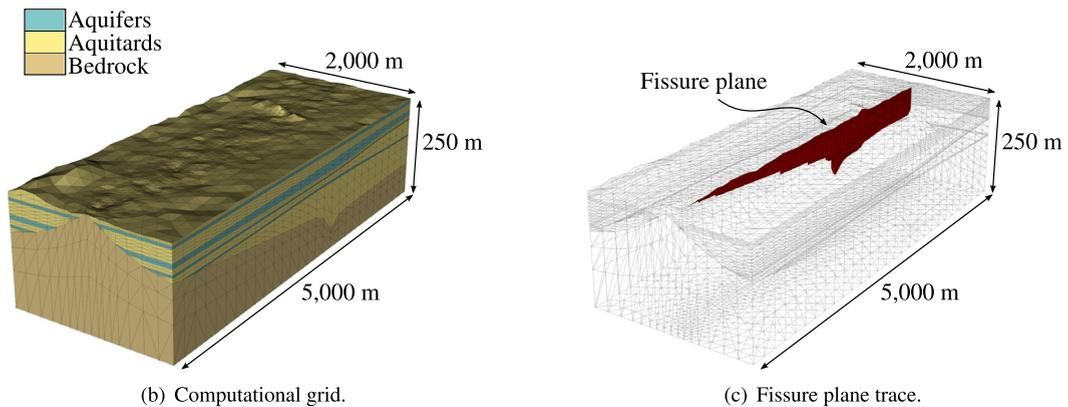 Aquifers
Aquitards
Bedrock
2,000 m
250 m
5,000 m
(b) Computational grid.
Fissure plane
2,000 m
250 m
5,000 m
(c) Fissure plane trace.